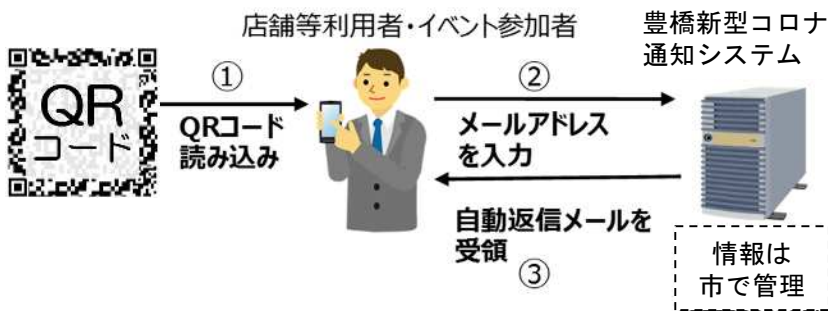 店舗等利用者・イベント参加者
豊橋新型コロナ
通知システム
QR
コード
①
QRコード
読み込み
②
メールアドレス
を入力
自動返信メールを
受領
③
情報は
市で管理